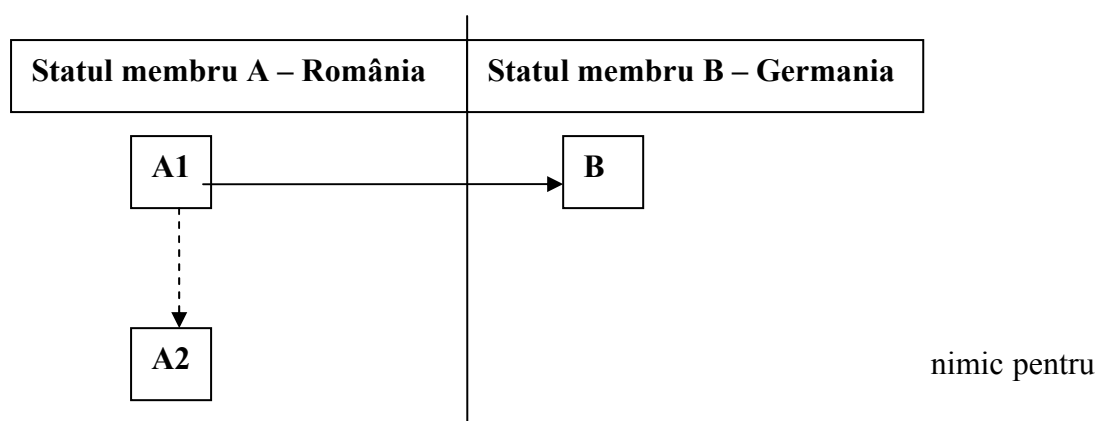 Statul membru A – România Statul membru B – Germania
A1 B
A2 nimic pentru